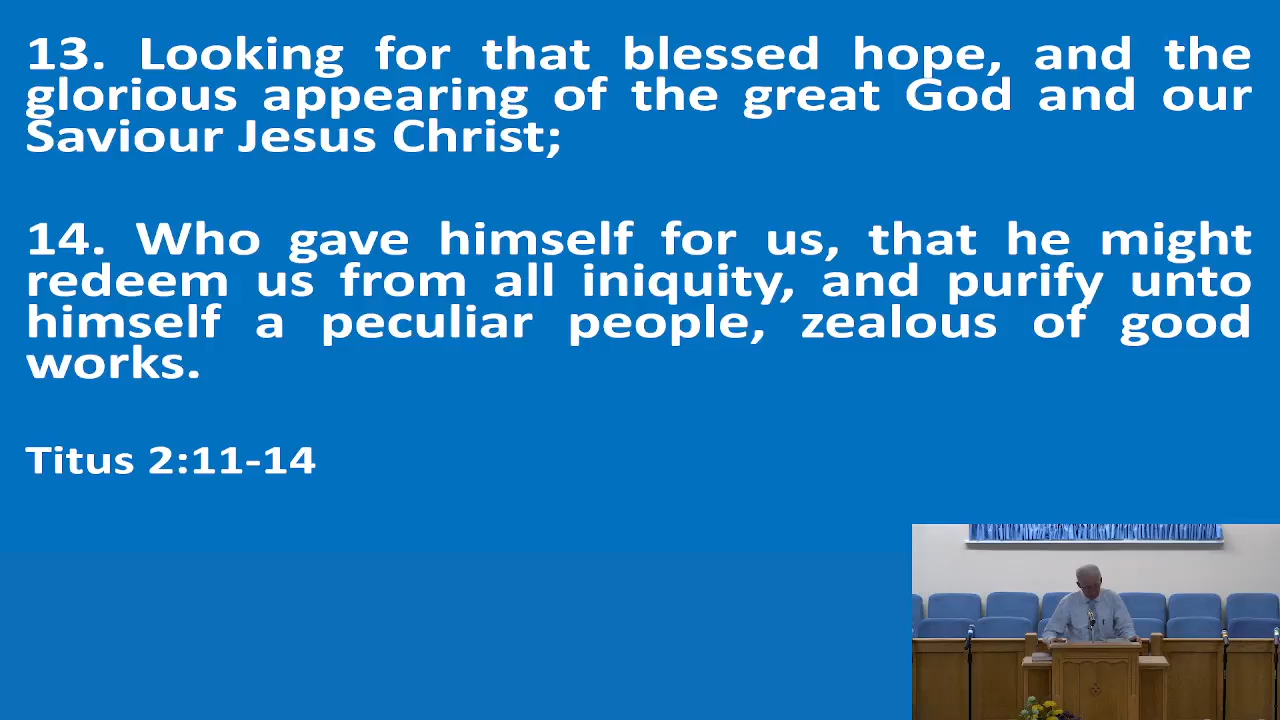 13. Looking for that blessed hope, and the
glorious appearing of the great God and our
Saviour Jesus Christ;
14. Who gave himself for us, that he might
redeem us from all iniquity, and purify unto
himself a peculiar people, zealous of good
works.
Titus 2:11-14